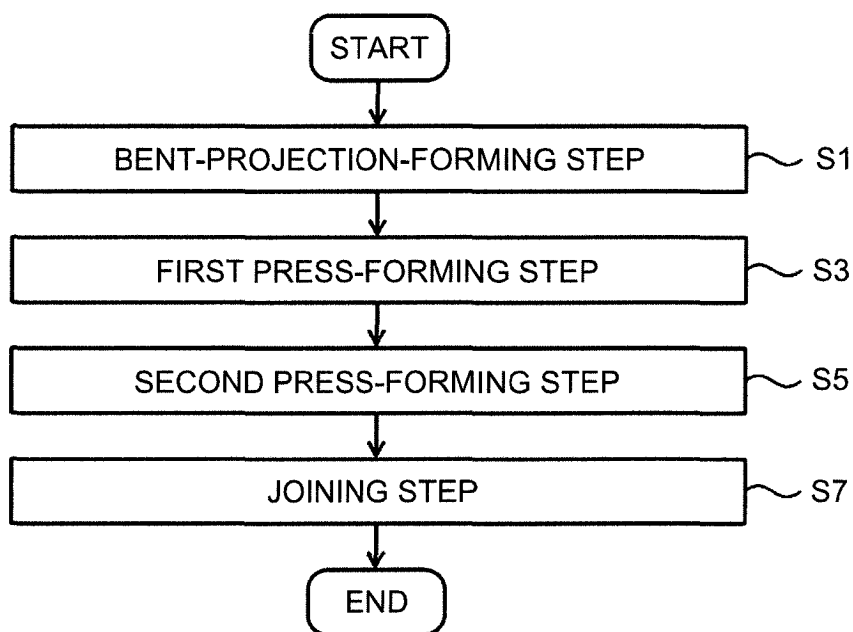 START
BENT-PROJECTION-FORMING STEP S1
FIRST PRESS-FORMING STEP S3
SECOND PRESS-FORMING STEP S5
JOINING STEP S7
END